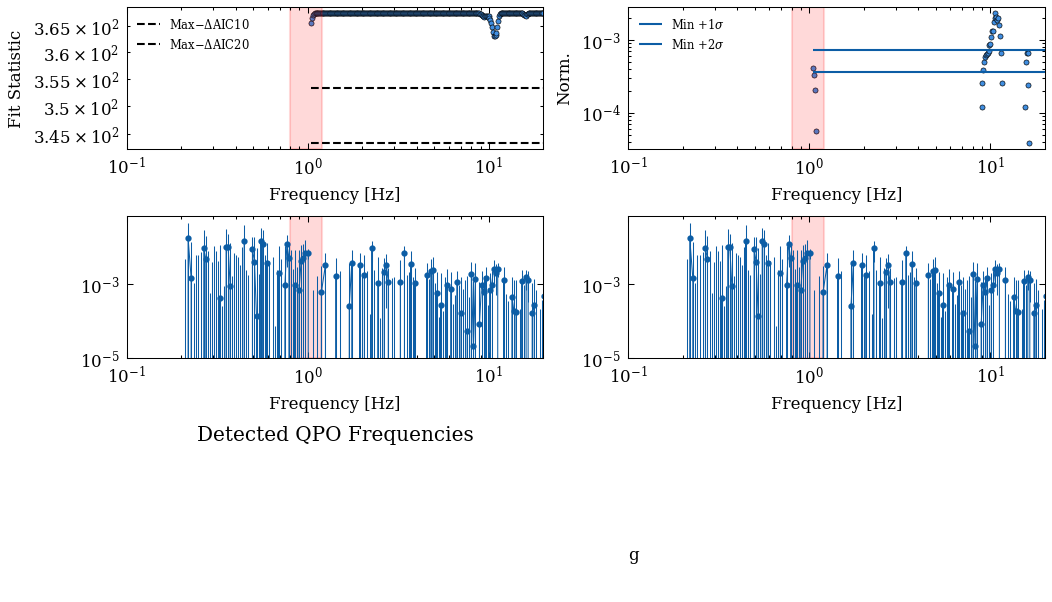 Fit Statistic
3.65 × 10²
3.6 × 10²
3.55 × 10²
3.5 × 10²
3.45 × 10²
Max−ΔAIC10
Max−ΔAIC20
10⁻¹ 10⁰ 10¹
Frequency [Hz]
Norm.
10⁻³
10⁻⁴
Min +1σ
Min +2σ
10⁻¹ 10⁰ 10¹
Frequency [Hz]
10⁻³
10⁻⁵
10⁻¹ 10⁰ 10¹
Frequency [Hz]
10⁻³
10⁻⁵
10⁻¹ 10⁰ 10¹
Frequency [Hz]
Detected QPO Frequencies
g